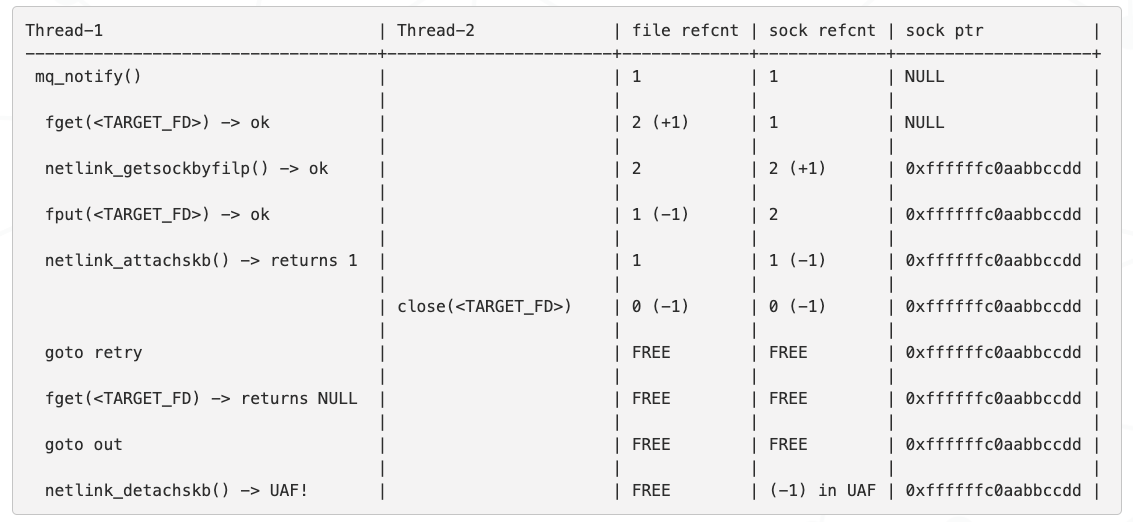 Thread-1 | Thread-2 | file refcnt | sock refcnt | sock ptr |
mq_notify() | | 1 | 1 | NULL |
fget(<TARGET_FD>) -> ok | | 2 (+1) | 1 | NULL |
netlink_getsockbyfilp() -> ok | | 2 | 2 (+1) | 0xffffffc0aabbccdd |
fput(<TARGET_FD>) -> ok | | 1 (-1) | 2 | 0xffffffc0aabbccdd |
netlink_attachskb() -> returns 1 | | 1 | 1 (-1) | 0xffffffc0aabbccdd |
| close(<TARGET_FD>) | 0 (-1) | 0 (-1) | 0xffffffc0aabbccdd |
goto retry | | FREE | FREE | 0xffffffc0aabbccdd |
fget(<TARGET_FD) -> returns NULL | | FREE | FREE | 0xffffffc0aabbccdd |
goto out | | FREE | FREE | 0xffffffc0aabbccdd |
netlink_detachskb() -> UAF! | | FREE | (-1) in UAF | 0xffffffc0aabbccdd |